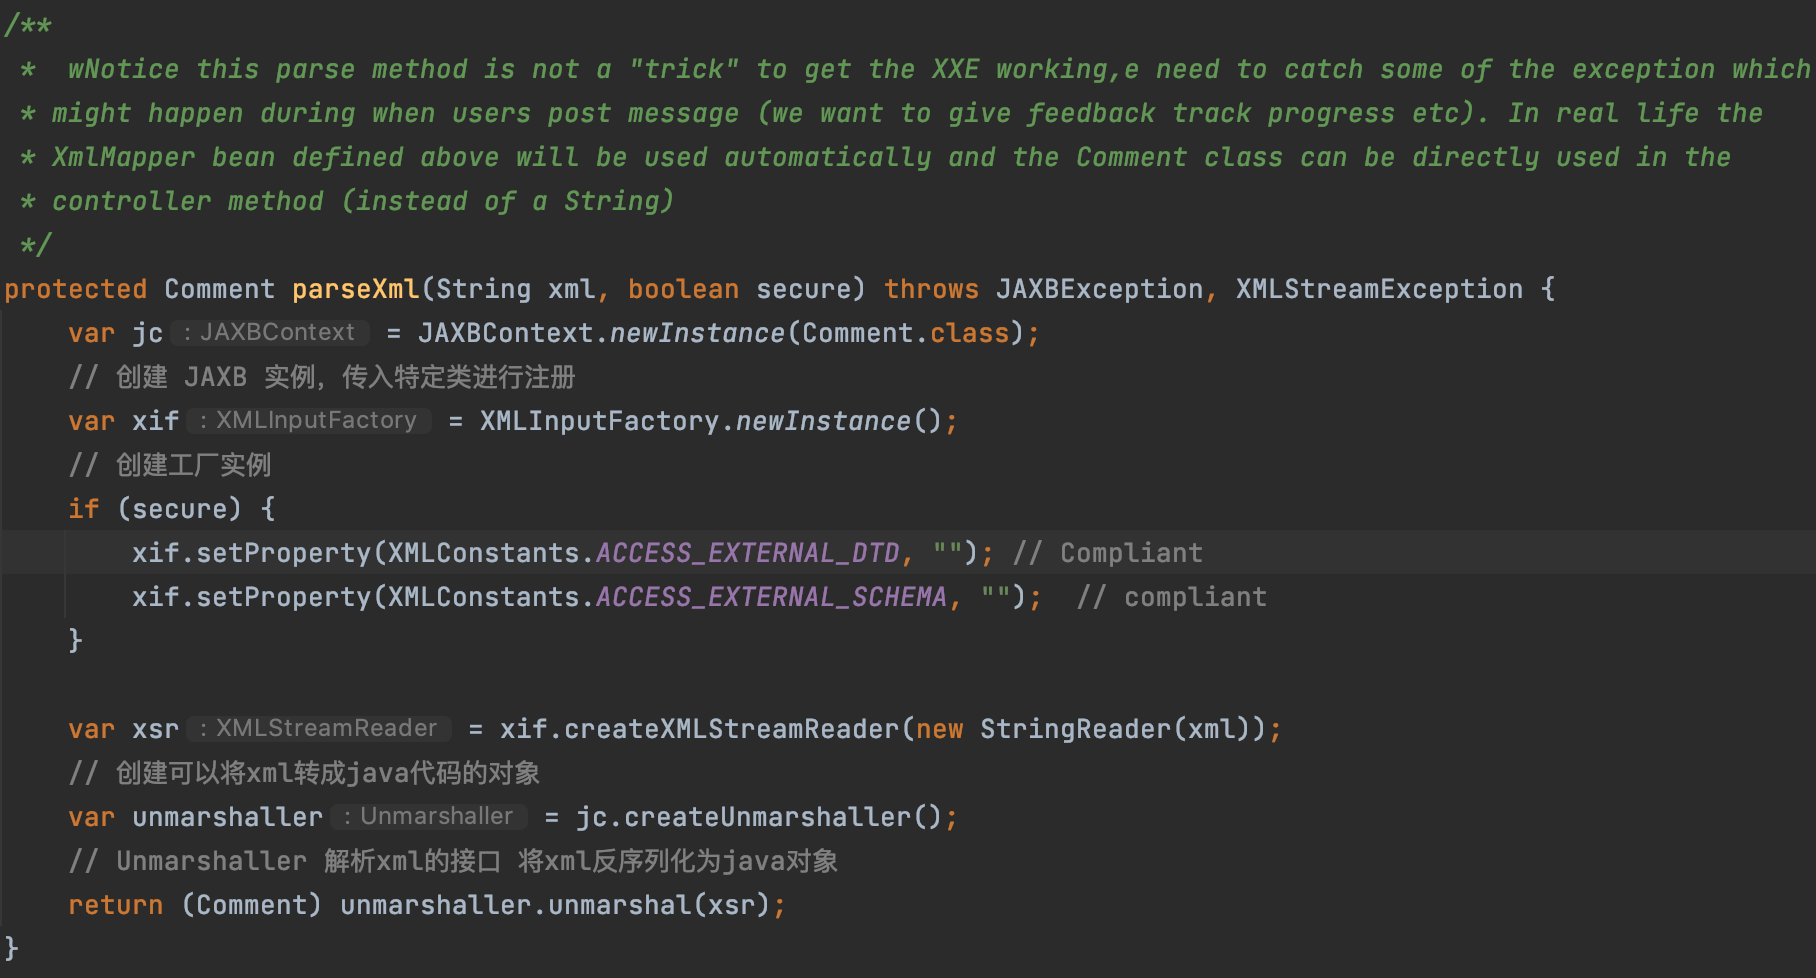 /**
 *  wNotice this parse method is not a "trick" to get the XXE working,e need to catch some of the exception which
 * might happen during when users post message (we want to give feedback track progress etc). In real life the
 * XmlMapper bean defined above will be used automatically and the Comment class can be directly used in the
 * controller method (instead of a String)
 */
protected Comment parseXml(String xml, boolean secure) throws JAXBException, XMLStreamException {
    var jc : JAXBContext = JAXBContext.newInstance(Comment.class);
    // 创建 JAXB 实例，传入特定类进行注册
    var xif : XMLInputFactory = XMLInputFactory.newInstance();
    // 创建工厂实例
    if (secure) {
        xif.setProperty(XMLConstants.ACCESS_EXTERNAL_DTD, ""); // Compliant
        xif.setProperty(XMLConstants.ACCESS_EXTERNAL_SCHEMA, "");  // compliant
    }
    var xsr : XMLStreamReader = xif.createXMLStreamReader(new StringReader(xml));
    // 创建可以将xml转成java代码的对象
    var unmarshaller : Unmarshaller = jc.createUnmarshaller();
    // Unmarshaller 解析xml的接口 将xml反序列化为java对象
    return (Comment) unmarshaller.unmarshal(xsr);
}